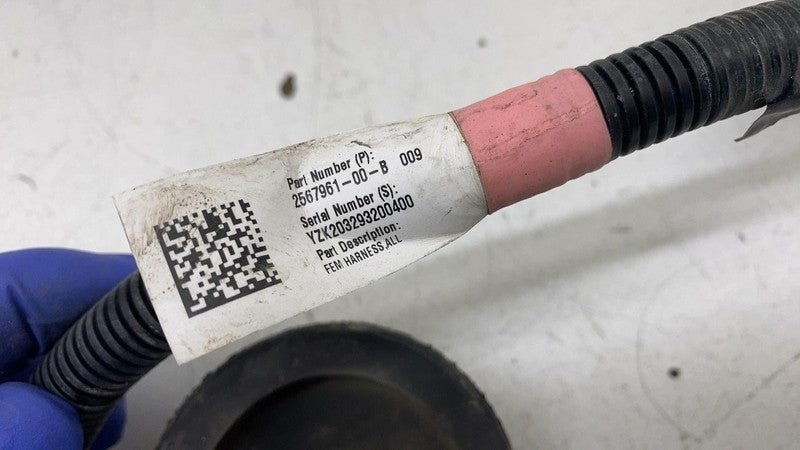 Part Number (P):
2567961-00-B 009
Serial Number (S):
YZK203293200400
Part Description:
FEM HARNESS,ALL